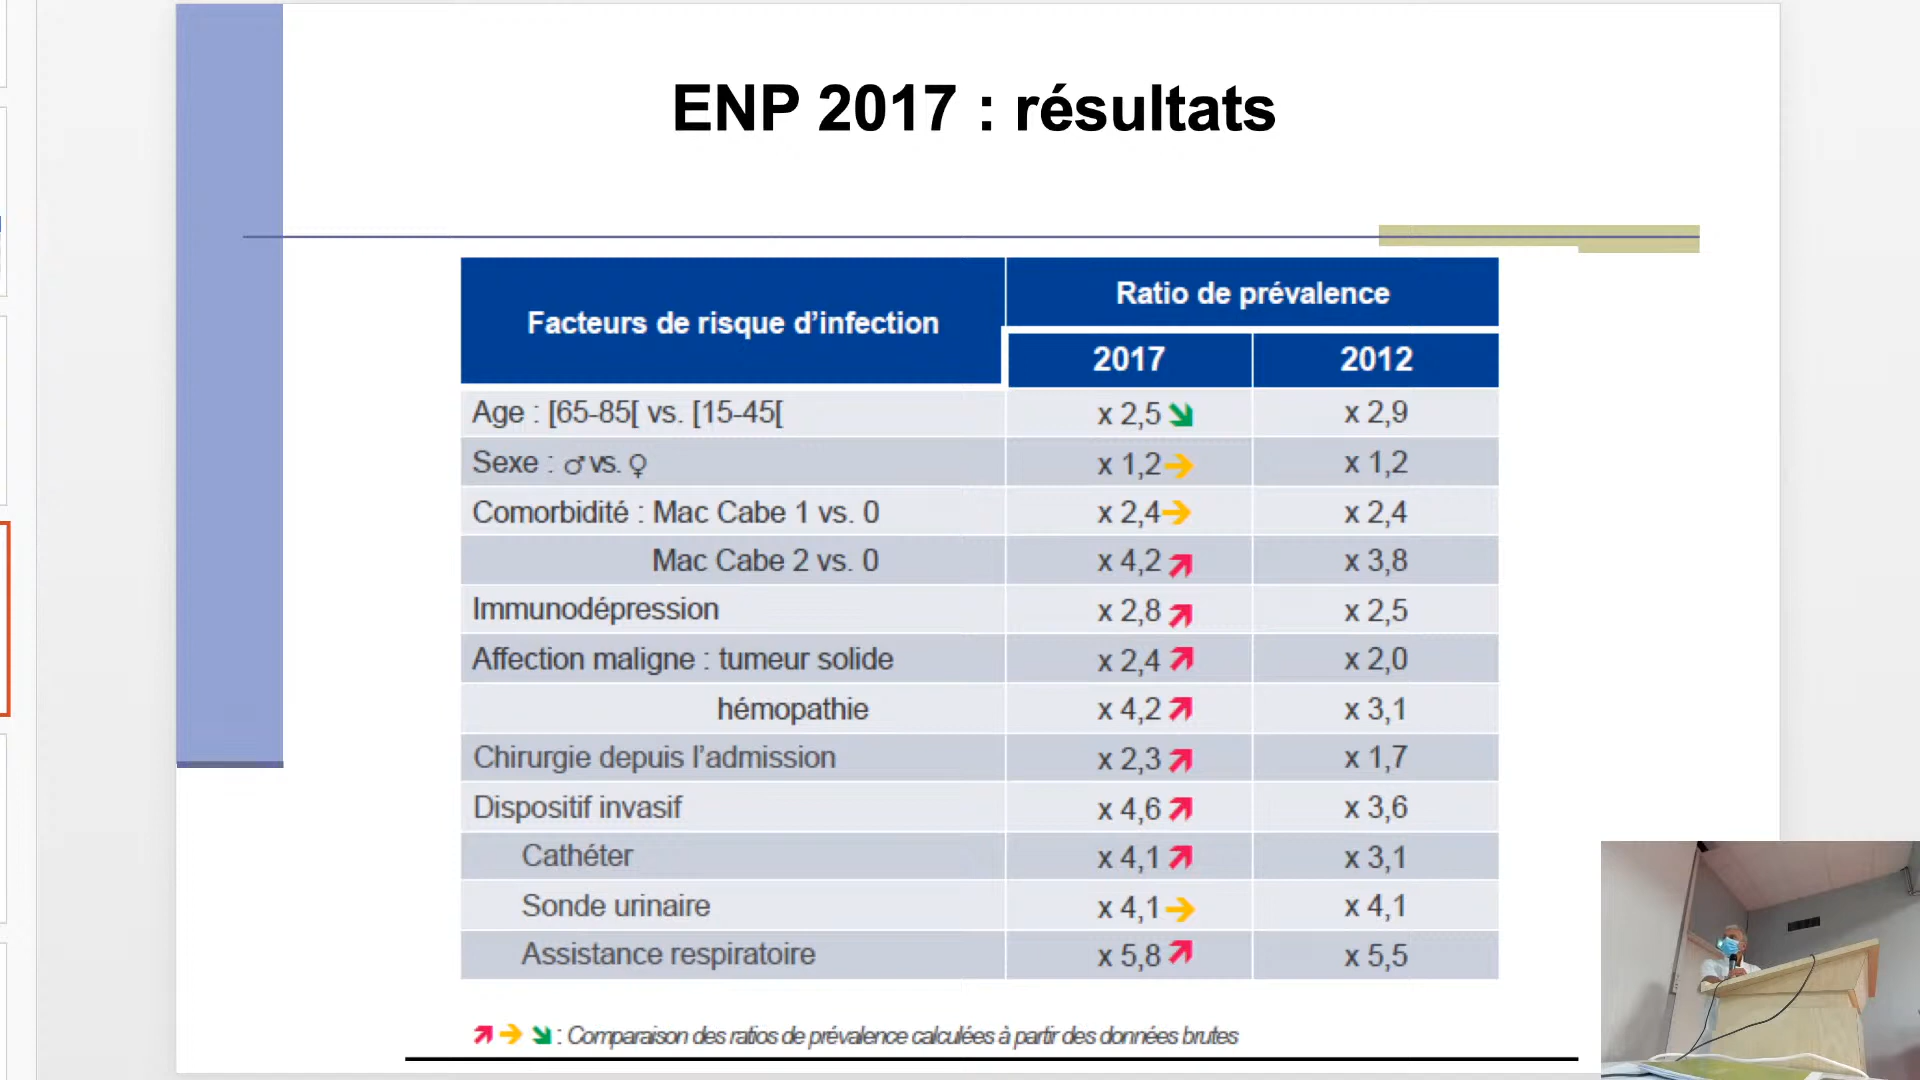 ENP 2017 : résultats
Facteurs de risque d'infection
Ratio de prévalence
2017 2012
Age : [65-85[ vs. [15-45[ x 2,5 ↘ x 2,9
Sexe : ♂ vs. ♀ x 1,2 → x 1,2
Comorbidité : Mac Cabe 1 vs. 0 x 2,4 → x 2,4
Mac Cabe 2 vs. 0 x 4,2 ↗ x 3,8
Immunodépression x 2,8 ↗ x 2,5
Affection maligne : tumeur solide x 2,4 ↗ x 2,0
hémopathie x 4,2 ↗ x 3,1
Chirurgie depuis l'admission x 2,3 ↗ x 1,7
Dispositif invasif x 4,6 ↗ x 3,6
Cathéter x 4,1 ↗ x 3,1
Sonde urinaire x 4,1 → x 4,1
Assistance respiratoire x 5,8 ↗ x 5,5
↗ → ↘ : Comparaison des ratios de prévalence calculées à partir des données brutes